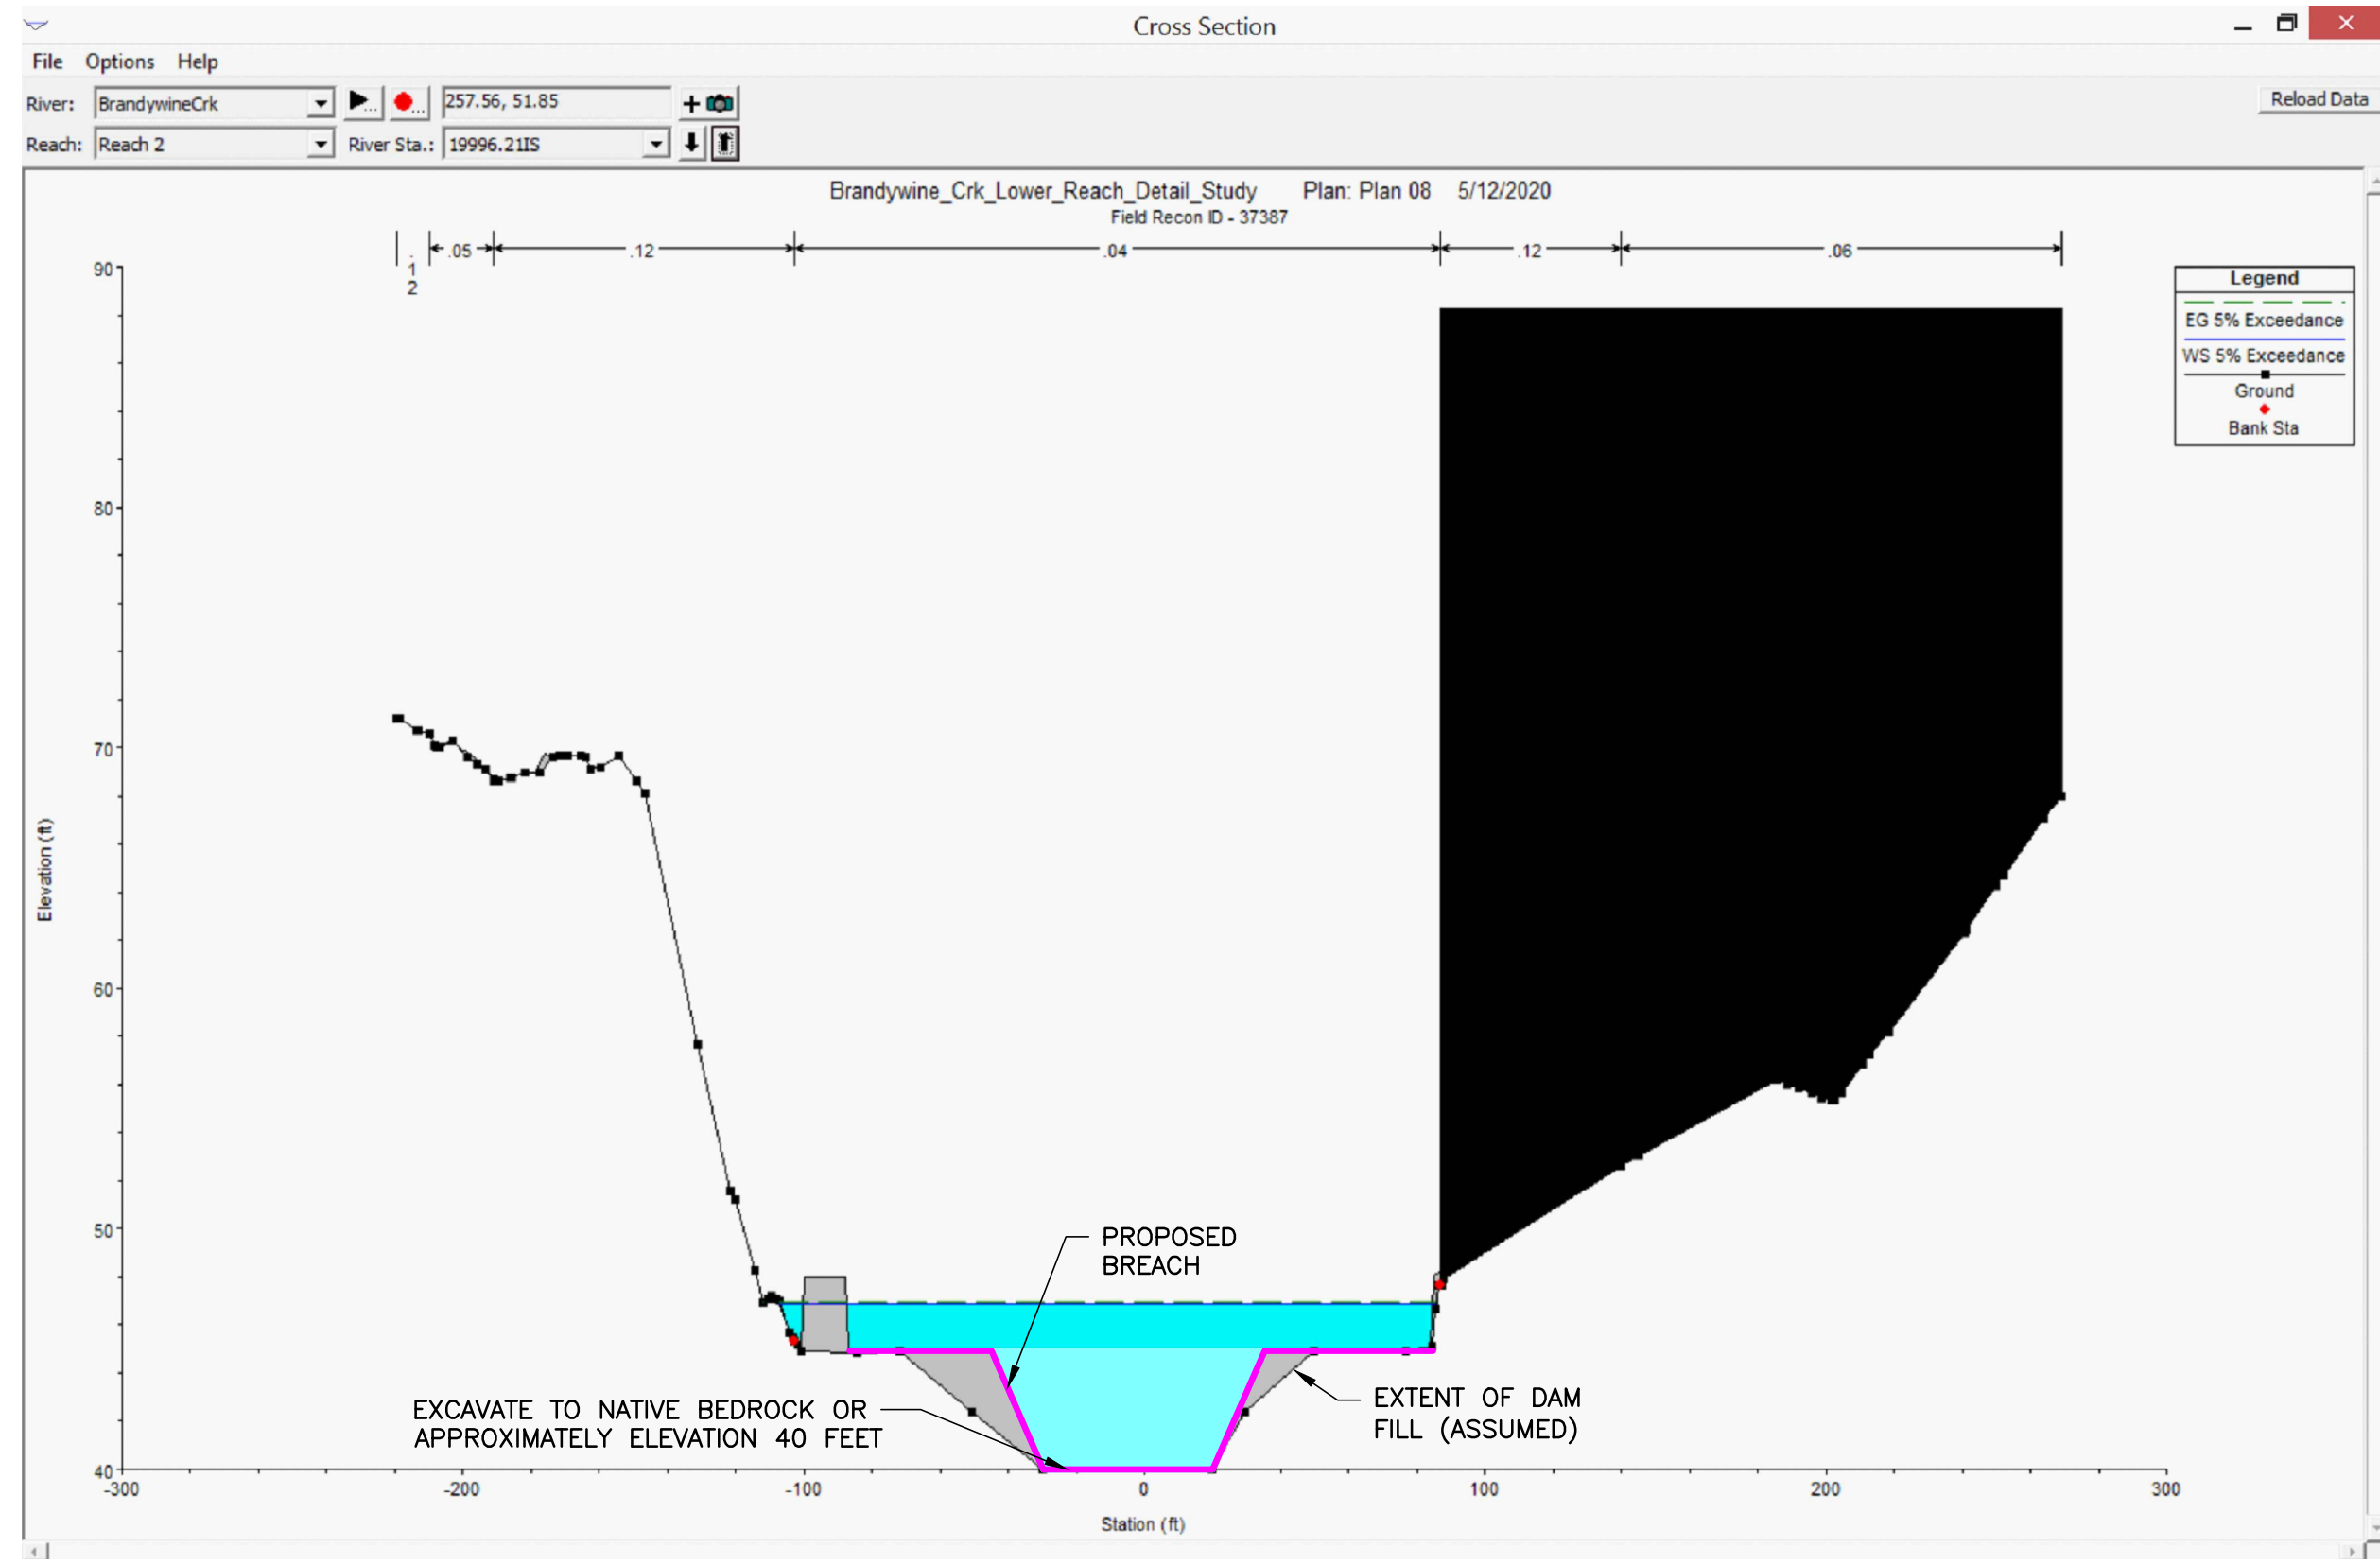 Cross Section
File Options Help
River: BrandywineCrk 257.56, 51.85 Reload Data
Reach: Reach 2 River Sta.: 19996.21IS
Brandywine_Crk_Lower_Reach_Detail_Study Plan: Plan 08 5/12/2020
Field Recon ID - 37387
.12 .05 .12 .04 .12 .06
Legend
EG 5% Exceedance
WS 5% Exceedance
Ground
Bank Sta
90
80
70
60
50
40
Elevation (ft)
PROPOSED
BREACH
EXCAVATE TO NATIVE BEDROCK OR
APPROXIMATELY ELEVATION 40 FEET
EXTENT OF DAM
FILL (ASSUMED)
-300 -200 -100 0 100 200 300
Station (ft)